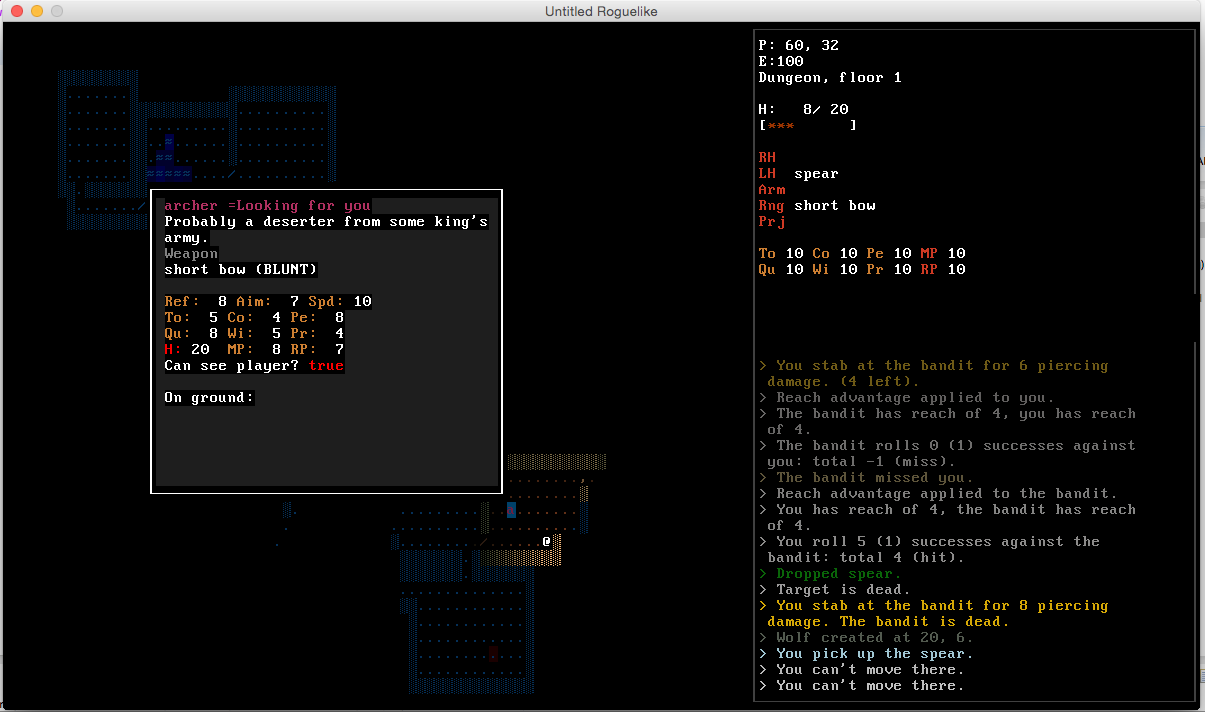 Untitled Roguelike
P: 60, 32
E:100
Dungeon, floor 1
H:   8/ 20
[***      ]
RH
LH  spear
Arm
Rng short bow
Prj
To 10 Co 10 Pe 10 MP 10
Qu 10 Wi 10 Pr 10 RP 10
archer =Looking for you
Probably a deserter from some king's
army.
Weapon
short bow (BLUNT)
Ref:  8 Aim:  7 Spd: 10
To:  5 Co:  4 Pe:  8
Qu:  8 Wi:  5 Pr:  4
H: 20  MP:  8 RP:  7
Can see player? true
On ground:
@
> You stab at the bandit for 6 piercing
damage. (4 left).
> Reach advantage applied to you.
> The bandit has reach of 4, you has reach
of 4.
> The bandit rolls 0 (1) successes against
you: total -1 (miss).
> The bandit missed you.
> Reach advantage applied to the bandit.
> You has reach of 4, the bandit has reach
of 4.
> You roll 5 (1) successes against the
bandit: total 4 (hit).
> Dropped spear.
> Target is dead.
> You stab at the bandit for 8 piercing
damage. The bandit is dead.
> Wolf created at 20, 6.
> You pick up the spear.
> You can't move there.
> You can't move there.